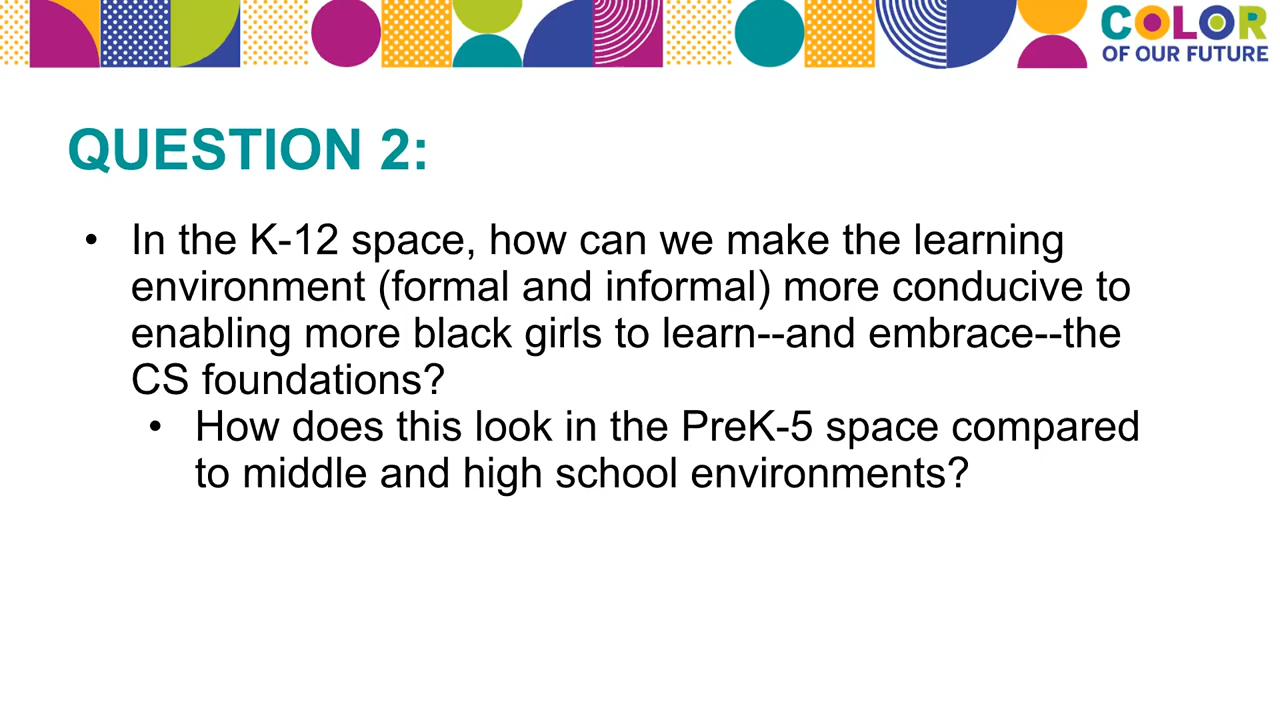 COLOR
OF OUR FUTURE
QUESTION 2:
• In the K-12 space, how can we make the learning
environment (formal and informal) more conducive to
enabling more black girls to learn--and embrace--the
CS foundations?
• How does this look in the PreK-5 space compared
to middle and high school environments?